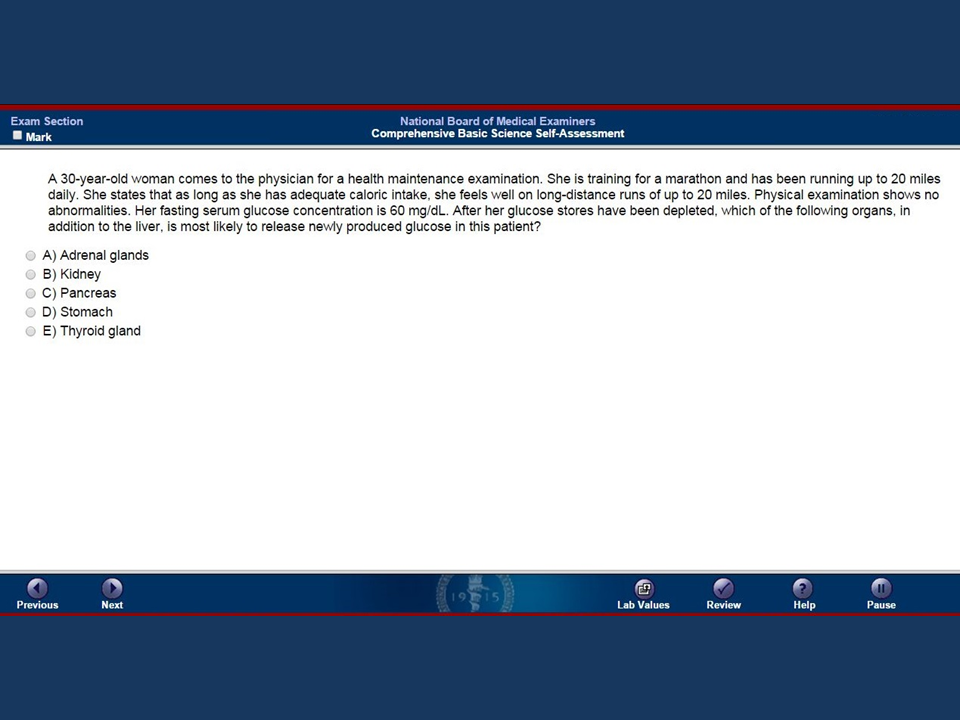 Exam Section
Mark
National Board of Medical Examiners
Comprehensive Basic Science Self-Assessment
A 30-year-old woman comes to the physician for a health maintenance examination. She is training for a marathon and has been running up to 20 miles
daily. She states that as long as she has adequate caloric intake, she feels well on long-distance runs of up to 20 miles. Physical examination shows no
abnormalities. Her fasting serum glucose concentration is 60 mg/dL. After her glucose stores have been depleted, which of the following organs, in
addition to the liver, is most likely to release newly produced glucose in this patient?
A) Adrenal glands
B) Kidney
C) Pancreas
D) Stomach
E) Thyroid gland
Previous
Next
1915
Lab Values
Review
Help
Pause